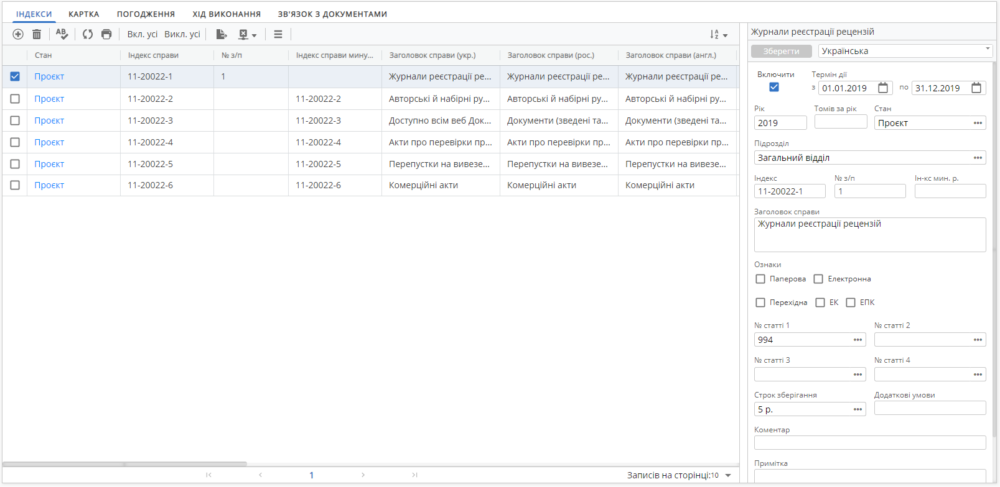 ІНДЕКСИ КАРТКА ПОГОДЖЕННЯ ХІД ВИКОНАННЯ ЗВ'ЯЗОК З ДОКУМЕНТАМИ
Вкл. усі Викл. усі
Стан Індекс справи № з/п Індекс справи мину... Заголовок справи (укр.) Заголовок справи (рос.) Заголовок справи (англ.)
Проєкт 11-20022-1 1 Журнали реєстрації ре... Журнали реєстрації ре... Журнали реєстрації ре...
Проєкт 11-20022-2 11-20022-2 Авторські й набірні ру... Авторські й набірні ру... Авторські й набірні ру...
Проєкт 11-20022-3 11-20022-3 Доступно всім веб Док... Документи (зведені та... Документи (зведені та...
Проєкт 11-20022-4 11-20022-4 Акти про перевірки пр... Акти про перевірки пр... Акти про перевірки пр...
Проєкт 11-20022-5 11-20022-5 Перепустки на вивезе... Перепустки на вивезе... Перепустки на вивезе...
Проєкт 11-20022-6 11-20022-6 Комерційні акти Комерційні акти Комерційні акти
1 Записів на сторінці:10
Журнали реєстрації рецензій
Зберегти Українська
Включити Термін дії
з 01.01.2019 по 31.12.2019
Рік Томів за рік Стан
2019 Проєкт
Підрозділ
Загальний відділ
Індекс № з/п Ін-кс мин. р.
11-20022-1 1
Заголовок справи
Журнали реєстрації рецензій
Ознаки
Паперова Електронна
Перехідна ЕК ЕПК
№ статті 1 № статті 2
994
№ статті 3 № статті 4
Строк зберігання Додаткові умови
5 р.
Коментар
Примітка